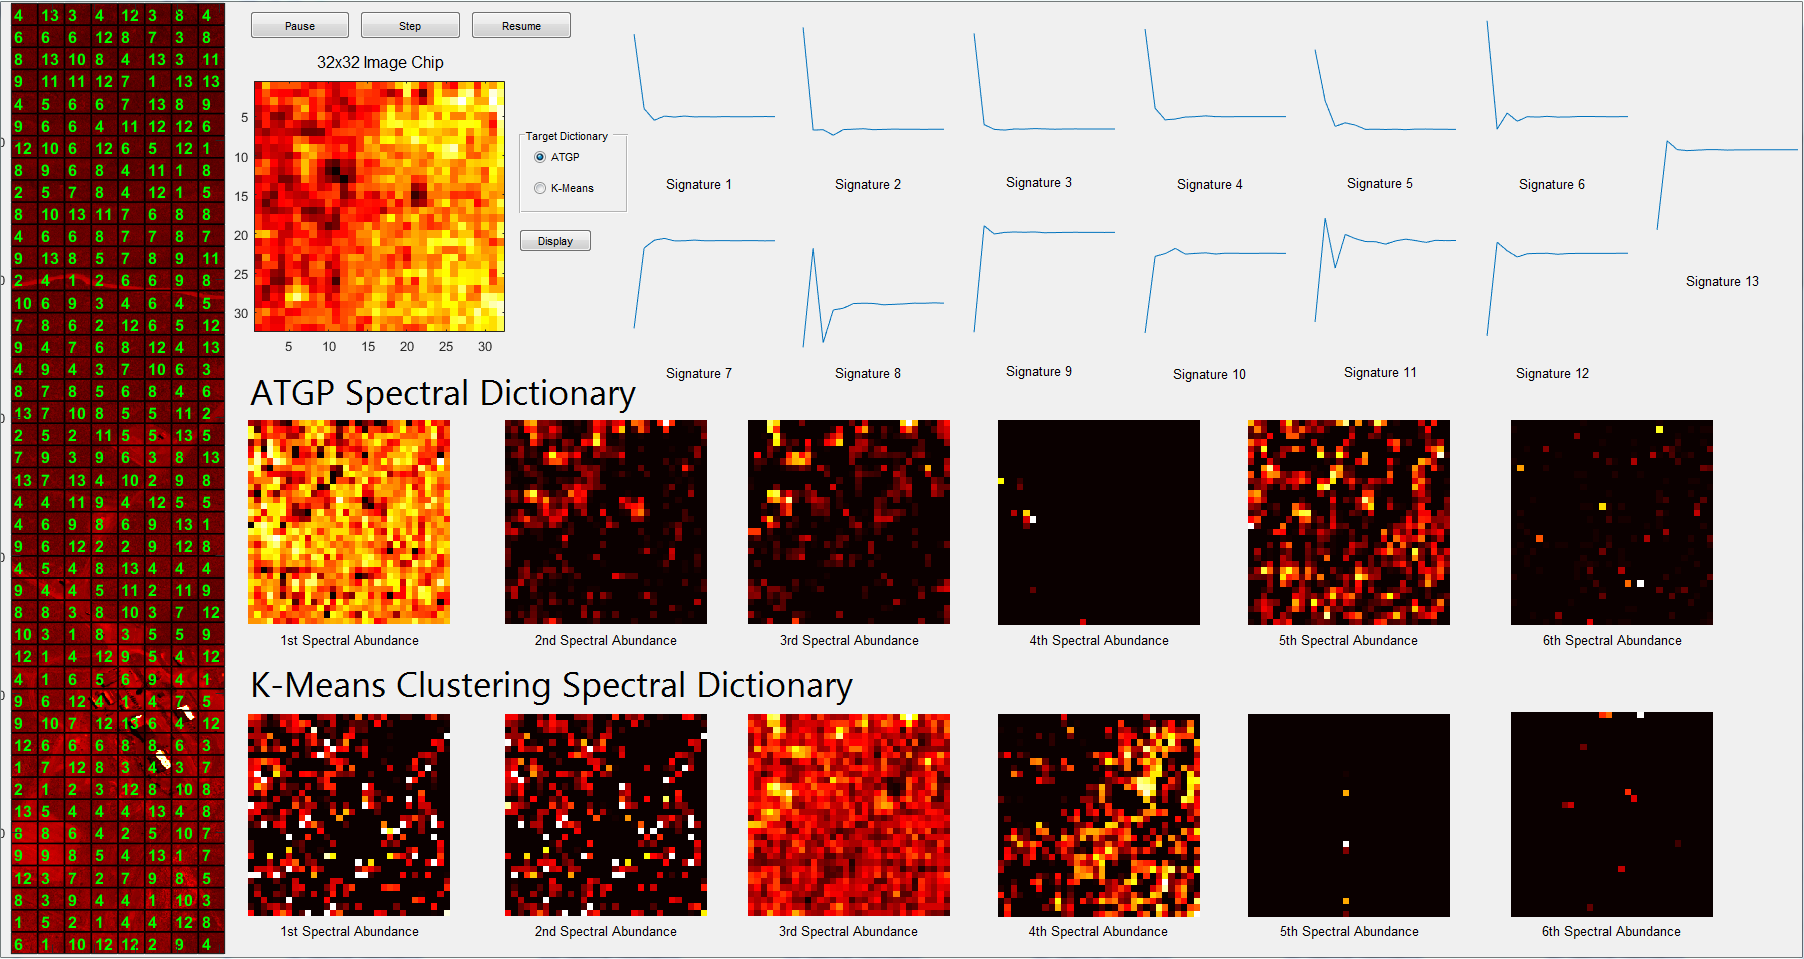 4 13 3 4 12 3 8 4
6 6 6 12 8 7 3 8
8 13 10 8 4 13 3 11
9 11 11 12 7 1 13 13
4 5 6 6 7 13 8 9
9 6 6 4 11 12 12 6
12 10 6 12 6 5 12 1
8 9 6 8 4 11 1 8
2 5 7 8 4 12 1 5
8 10 13 11 7 6 8 8
4 6 6 8 7 7 8 7
9 13 8 5 7 8 9 11
2 4 1 2 6 6 9 8
10 6 9 3 4 6 4 5
7 8 6 2 12 6 5 12
9 4 7 6 8 12 4 13
4 9 4 3 7 10 6 3
8 7 8 5 6 8 4 6
13 7 10 8 5 5 11 2
2 5 2 11 5 5 13 5
7 9 3 9 6 3 8 13
13 7 13 4 10 2 9 8
4 4 11 9 4 12 5 5
4 6 9 8 6 9 13 1
9 6 12 2 2 9 12 8
4 5 4 8 13 4 4 4
9 4 4 5 11 2 11 9
8 8 3 8 10 3 7 12
10 3 1 8 3 5 5 9
12 1 4 12 9 5 4 12
4 1 6 5 6 9 4 1
9 6 12 4 1 4 7 5
9 10 7 12 13 6 4 12
12 6 6 6 8 8 6 3
1 7 12 8 3 4 3 7
2 1 2 3 12 8 10 8
13 5 4 4 4 13 4 8
8 8 6 4 2 5 10 7
9 9 8 5 4 13 1 7
12 3 7 2 7 9 8 5
8 3 9 4 4 1 10 3
1 5 2 1 4 4 12 8
6 1 10 12 12 2 9 4
Pause Step Resume
32x32 Image Chip
5
10
15
20
25
30
5 10 15 20 25 30
Target Dictionary
ATGP
K-Means
Display
Signature 1 Signature 2 Signature 3 Signature 4 Signature 5 Signature 6
Signature 13
Signature 7 Signature 8 Signature 9 Signature 10 Signature 11 Signature 12
ATGP Spectral Dictionary
1st Spectral Abundance 2nd Spectral Abundance 3rd Spectral Abundance 4th Spectral Abundance 5th Spectral Abundance 6th Spectral Abundance
K-Means Clustering Spectral Dictionary
1st Spectral Abundance 2nd Spectral Abundance 3rd Spectral Abundance 4th Spectral Abundance 5th Spectral Abundance 6th Spectral Abundance